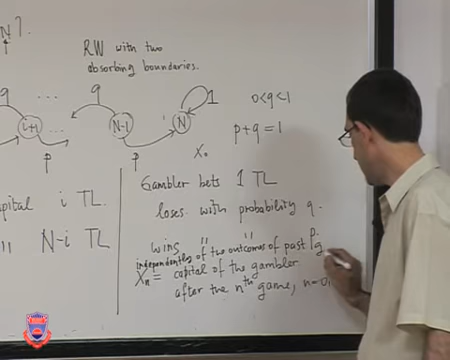 N?.
RW with two
absorbing boundaries.
q
...
q
1
i+1
...
N-1
N
p
p
0<q<1
p+q=1
X₀
capital i TL
" N-i TL
Gambler bets 1 TL
loses with probability q.
wins " " p.
independently of two outcomes of past g
Xₙ = capital of the gambler
after the nᵗʰ game, n=0,